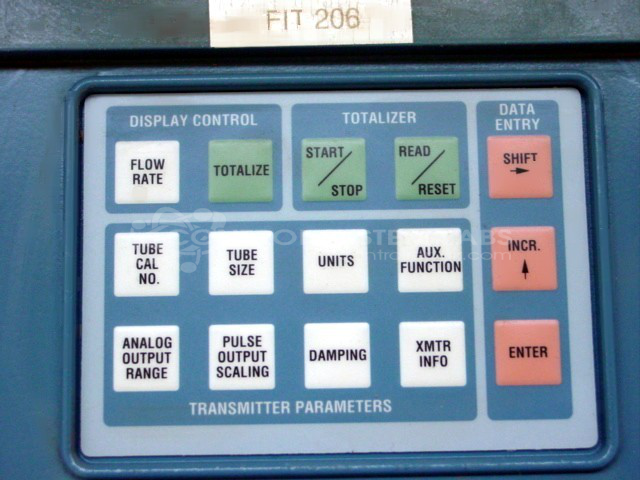 FIT 206
DISPLAY CONTROL
TOTALIZER
DATA
ENTRY
FLOW
RATE
TOTALIZE
START/
STOP
READ/
RESET
SHIFT
→
TUBE
CAL
NO.
TUBE
SIZE
UNITS
AUX.
FUNCTION
INCR.
↑
ANALOG
OUTPUT
RANGE
PULSE
OUTPUT
SCALING
DAMPING
XMTR
INFO
ENTER
TRANSMITTER PARAMETERS